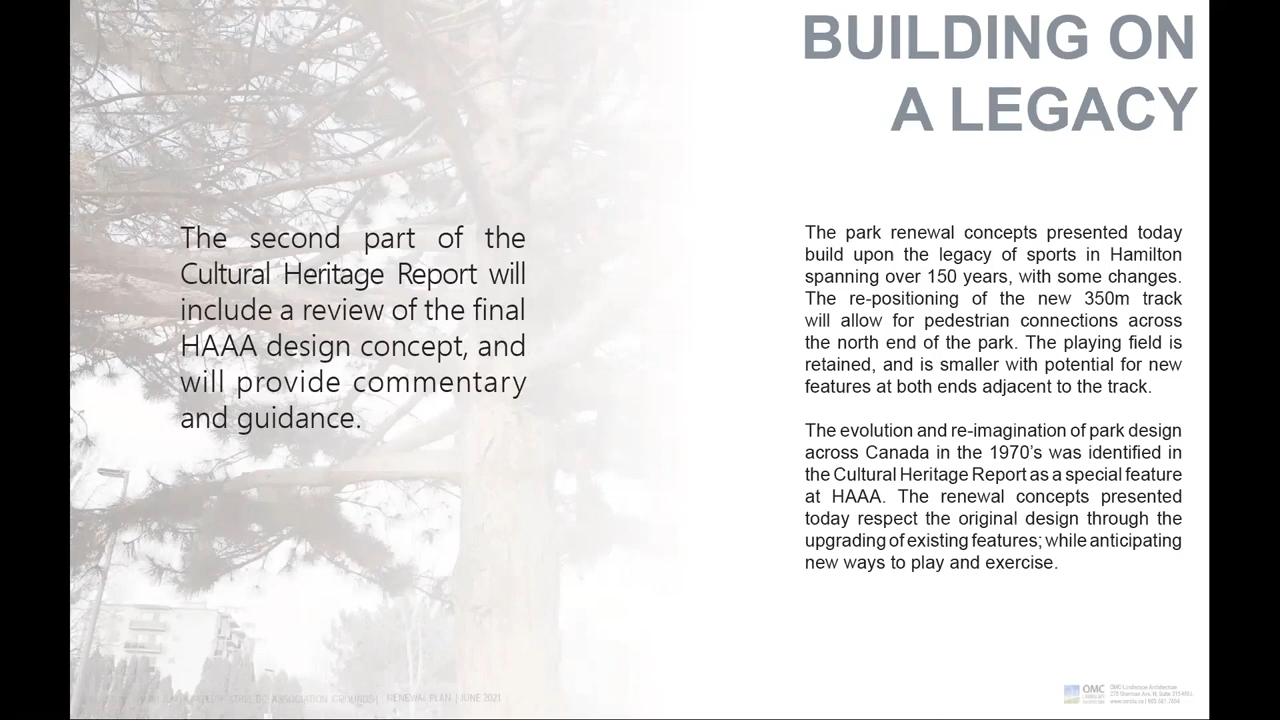 BUILDING ON
A LEGACY
The second part of the
Cultural Heritage Report will
include a review of the final
HAAA design concept, and
will provide commentary
and guidance.
The park renewal concepts presented today
build upon the legacy of sports in Hamilton
spanning over 150 years, with some changes.
The re-positioning of the new 350m track
will allow for pedestrian connections across
the north end of the park. The playing field is
retained, and is smaller with potential for new
features at both ends adjacent to the track.
The evolution and re-imagination of park design
across Canada in the 1970's was identified in
the Cultural Heritage Report as a special feature
at HAAA. The renewal concepts presented
today respect the original design through the
upgrading of existing features; while anticipating
new ways to play and exercise.
ASSOCIATION GROUNDS | RENEWAL PLAN | JUNE 2021
OMC
OMC Landscape Architecture